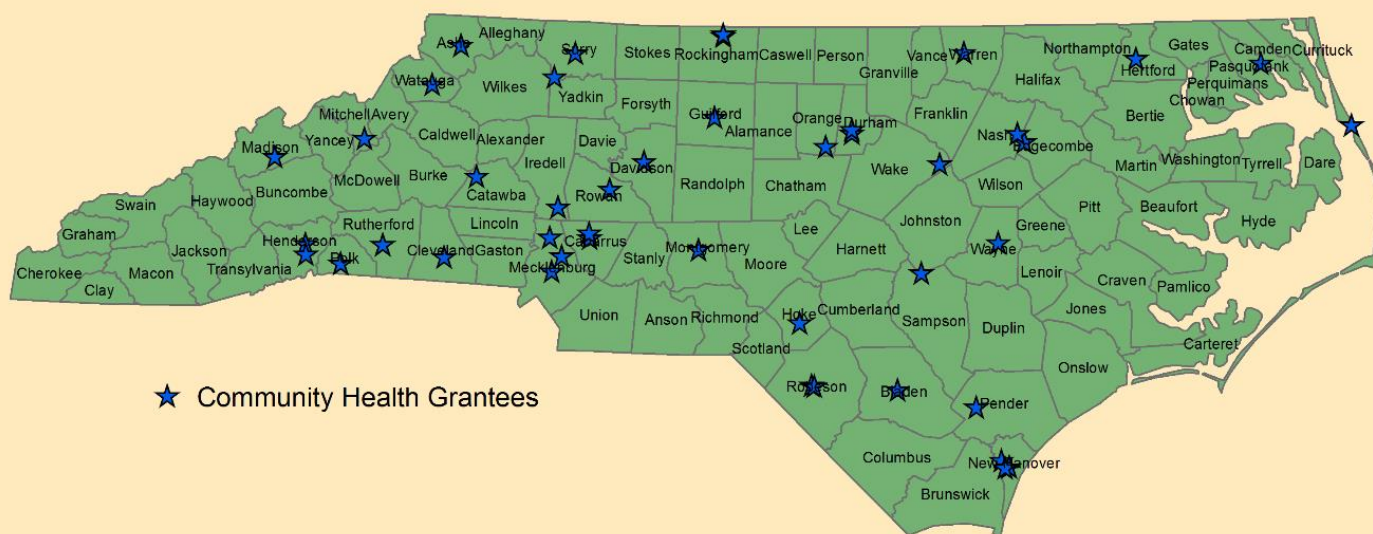 Alleghany
Ashe
Surry
Stokes
Rockingham
Caswell
Person
Vance
Warren
Northampton
Gates
Camden
Currituck
Pasquotank
Perquimans
Chowan
Hertford
Halifax
Granville
Watauga
Wilkes
Yadkin
Forsyth
Guilford
Alamance
Orange
Durham
Franklin
Nash
Edgecombe
Bertie
Mitchell
Avery
Yancey
Madison
Caldwell
Alexander
Iredell
Davie
Davidson
Randolph
Chatham
Wake
Wilson
Martin
Washington
Tyrrell
Dare
Buncombe
McDowell
Burke
Catawba
Rowan
Haywood
Swain
Graham
Jackson
Cherokee
Macon
Clay
Transylvania
Henderson
Polk
Rutherford
Cleveland
Lincoln
Gaston
Mecklenburg
Cabarrus
Stanly
Montgomery
Moore
Lee
Harnett
Johnston
Greene
Pitt
Beaufort
Hyde
Wayne
Lenoir
Craven
Pamlico
Jones
Carteret
Union
Anson
Richmond
Scotland
Hoke
Cumberland
Sampson
Duplin
Onslow
Robeson
Bladen
Pender
Columbus
New Hanover
Brunswick
Community Health Grantees